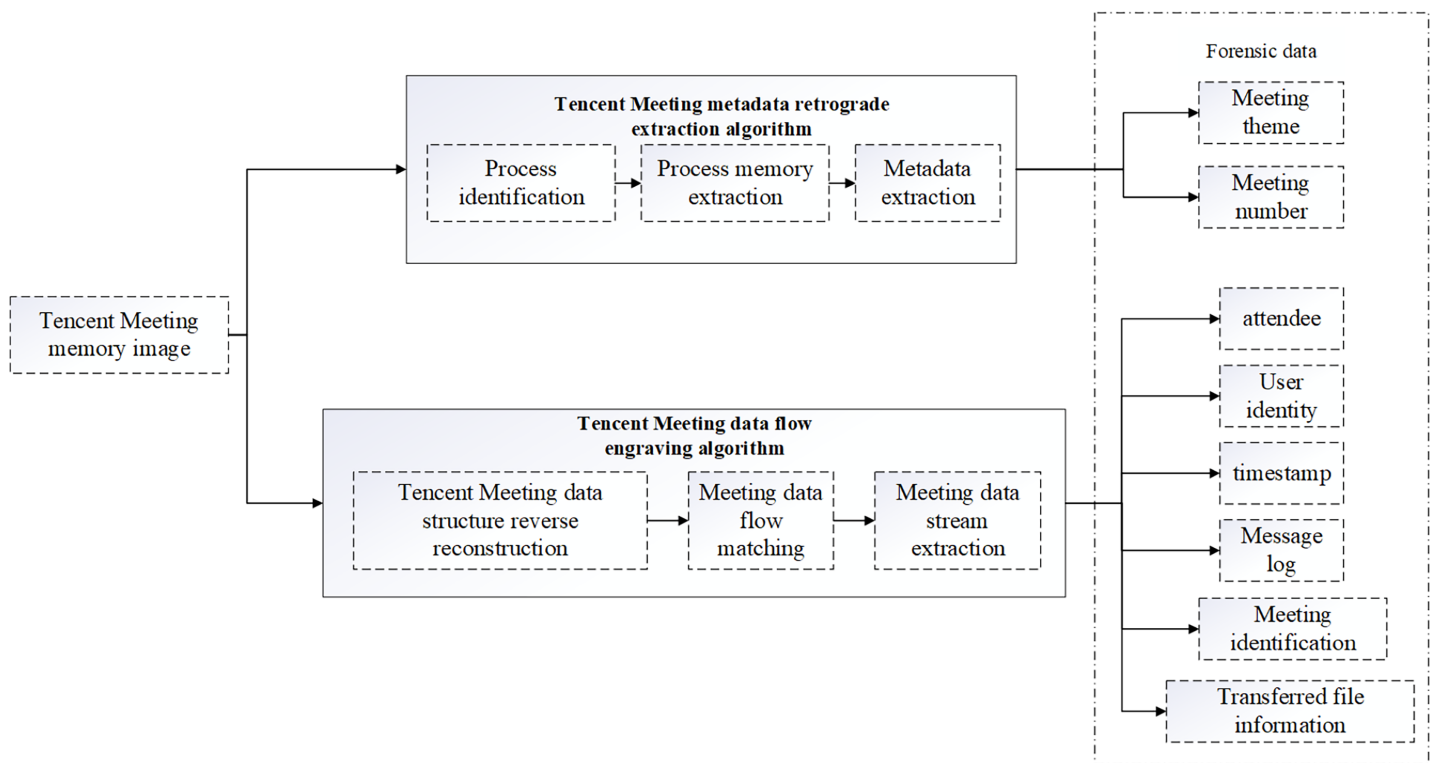 Forensic data
Tencent Meeting metadata retrograde
extraction algorithm
Process
identification
Process memory
extraction
Metadata
extraction
Meeting
theme
Meeting
number
Tencent Meeting
memory image
Tencent Meeting data flow
engraving algorithm
Tencent Meeting data
structure reverse
reconstruction
Meeting data
flow
matching
Meeting data
stream
extraction
attendee
User
identity
timestamp
Message
log
Meeting
identification
Transferred file
information